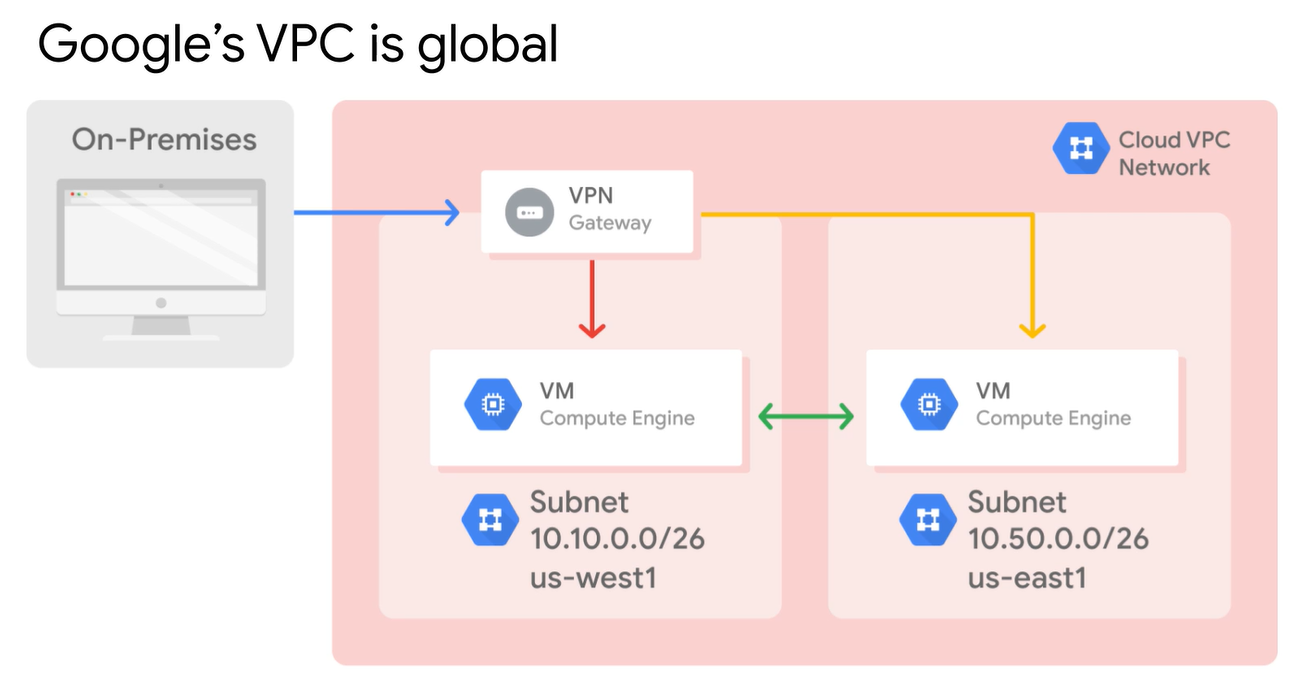 Google’s VPC is global
On-Premises
Cloud VPC
Network
VPN
Gateway
VM
Compute Engine
Subnet
10.10.0.0/26
us-west1
VM
Compute Engine
Subnet
10.50.0.0/26
us-east1